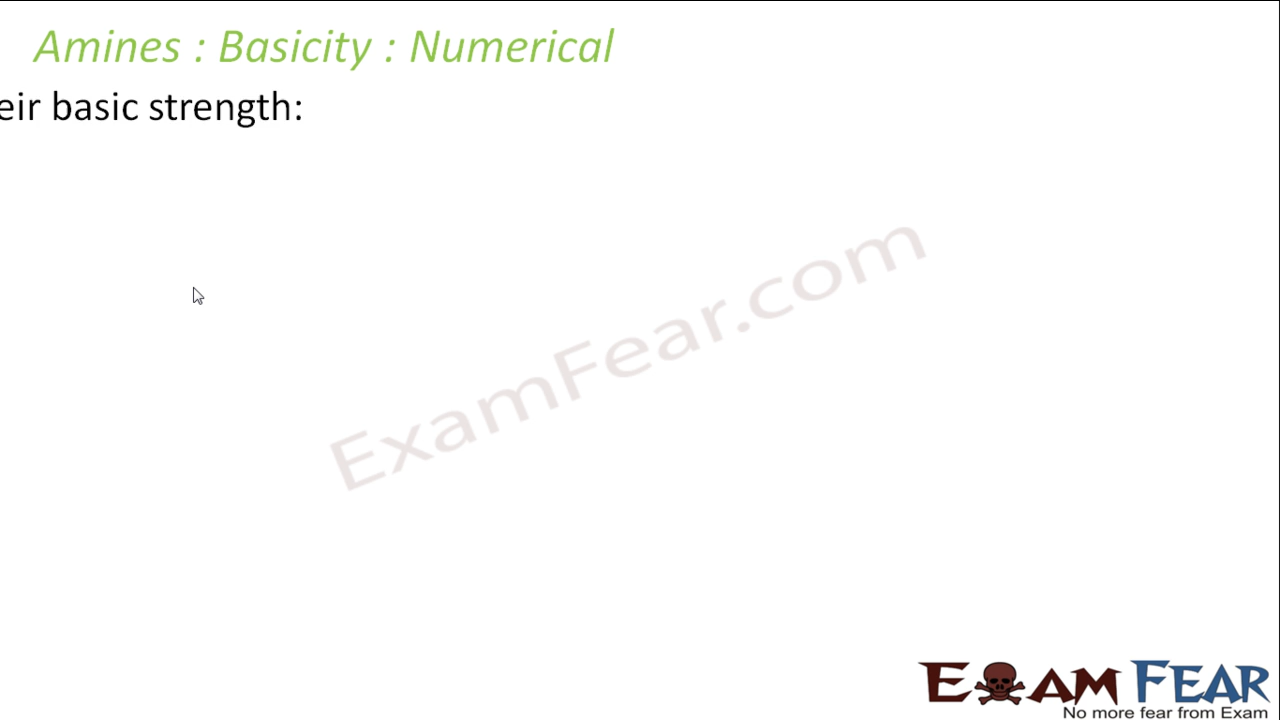 Amines : Basicity : Numerical
eir basic strength:
ExamFear.com
EXAM FEAR
No more fear from Exam